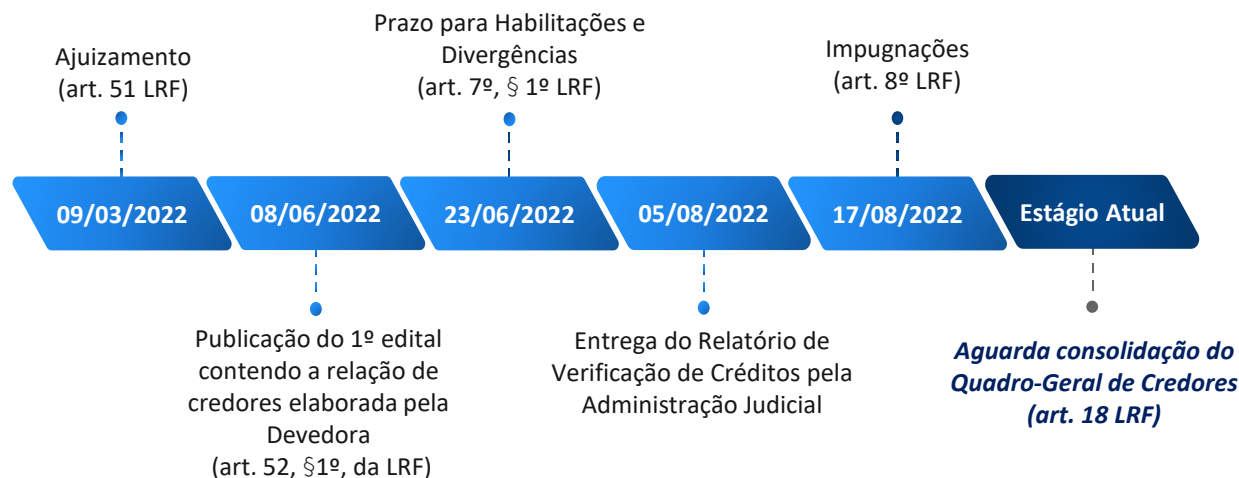 Ajuizamento
(art. 51 LRF)
Prazo para Habilitações e
Divergências
(art. 7º, § 1º LRF)
Impugnações
(art. 8º LRF)
09/03/2022
08/06/2022
23/06/2022
05/08/2022
17/08/2022
Estágio Atual
Publicação do 1º edital
contendo a relação de
credores elaborada pela
Devedora
(art. 52, §1º, da LRF)
Entrega do Relatório de
Verificação de Créditos pela
Administração Judicial
Aguarda consolidação do
Quadro-Geral de Credores
(art. 18 LRF)